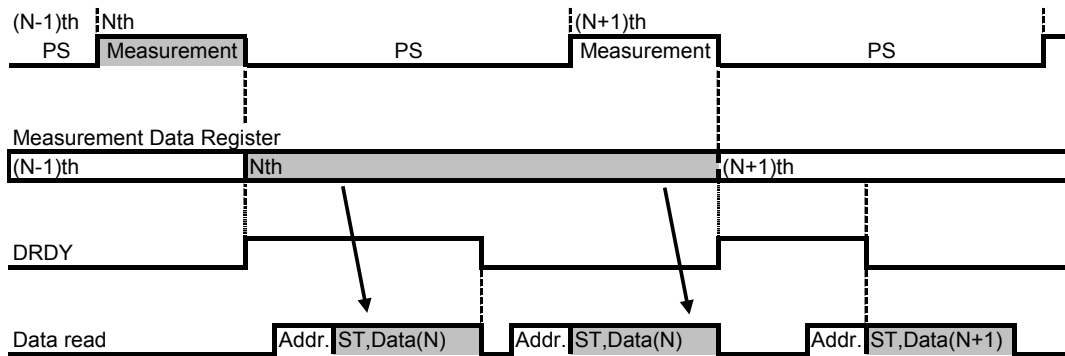 (N-1)th Nth (N+1)th
PS Measurement PS Measurement PS
Measurement Data Register
(N-1)th Nth (N+1)th
DRDY
Data read Addr. ST,Data(N) Addr. ST,Data(N) Addr. ST,Data(N+1)